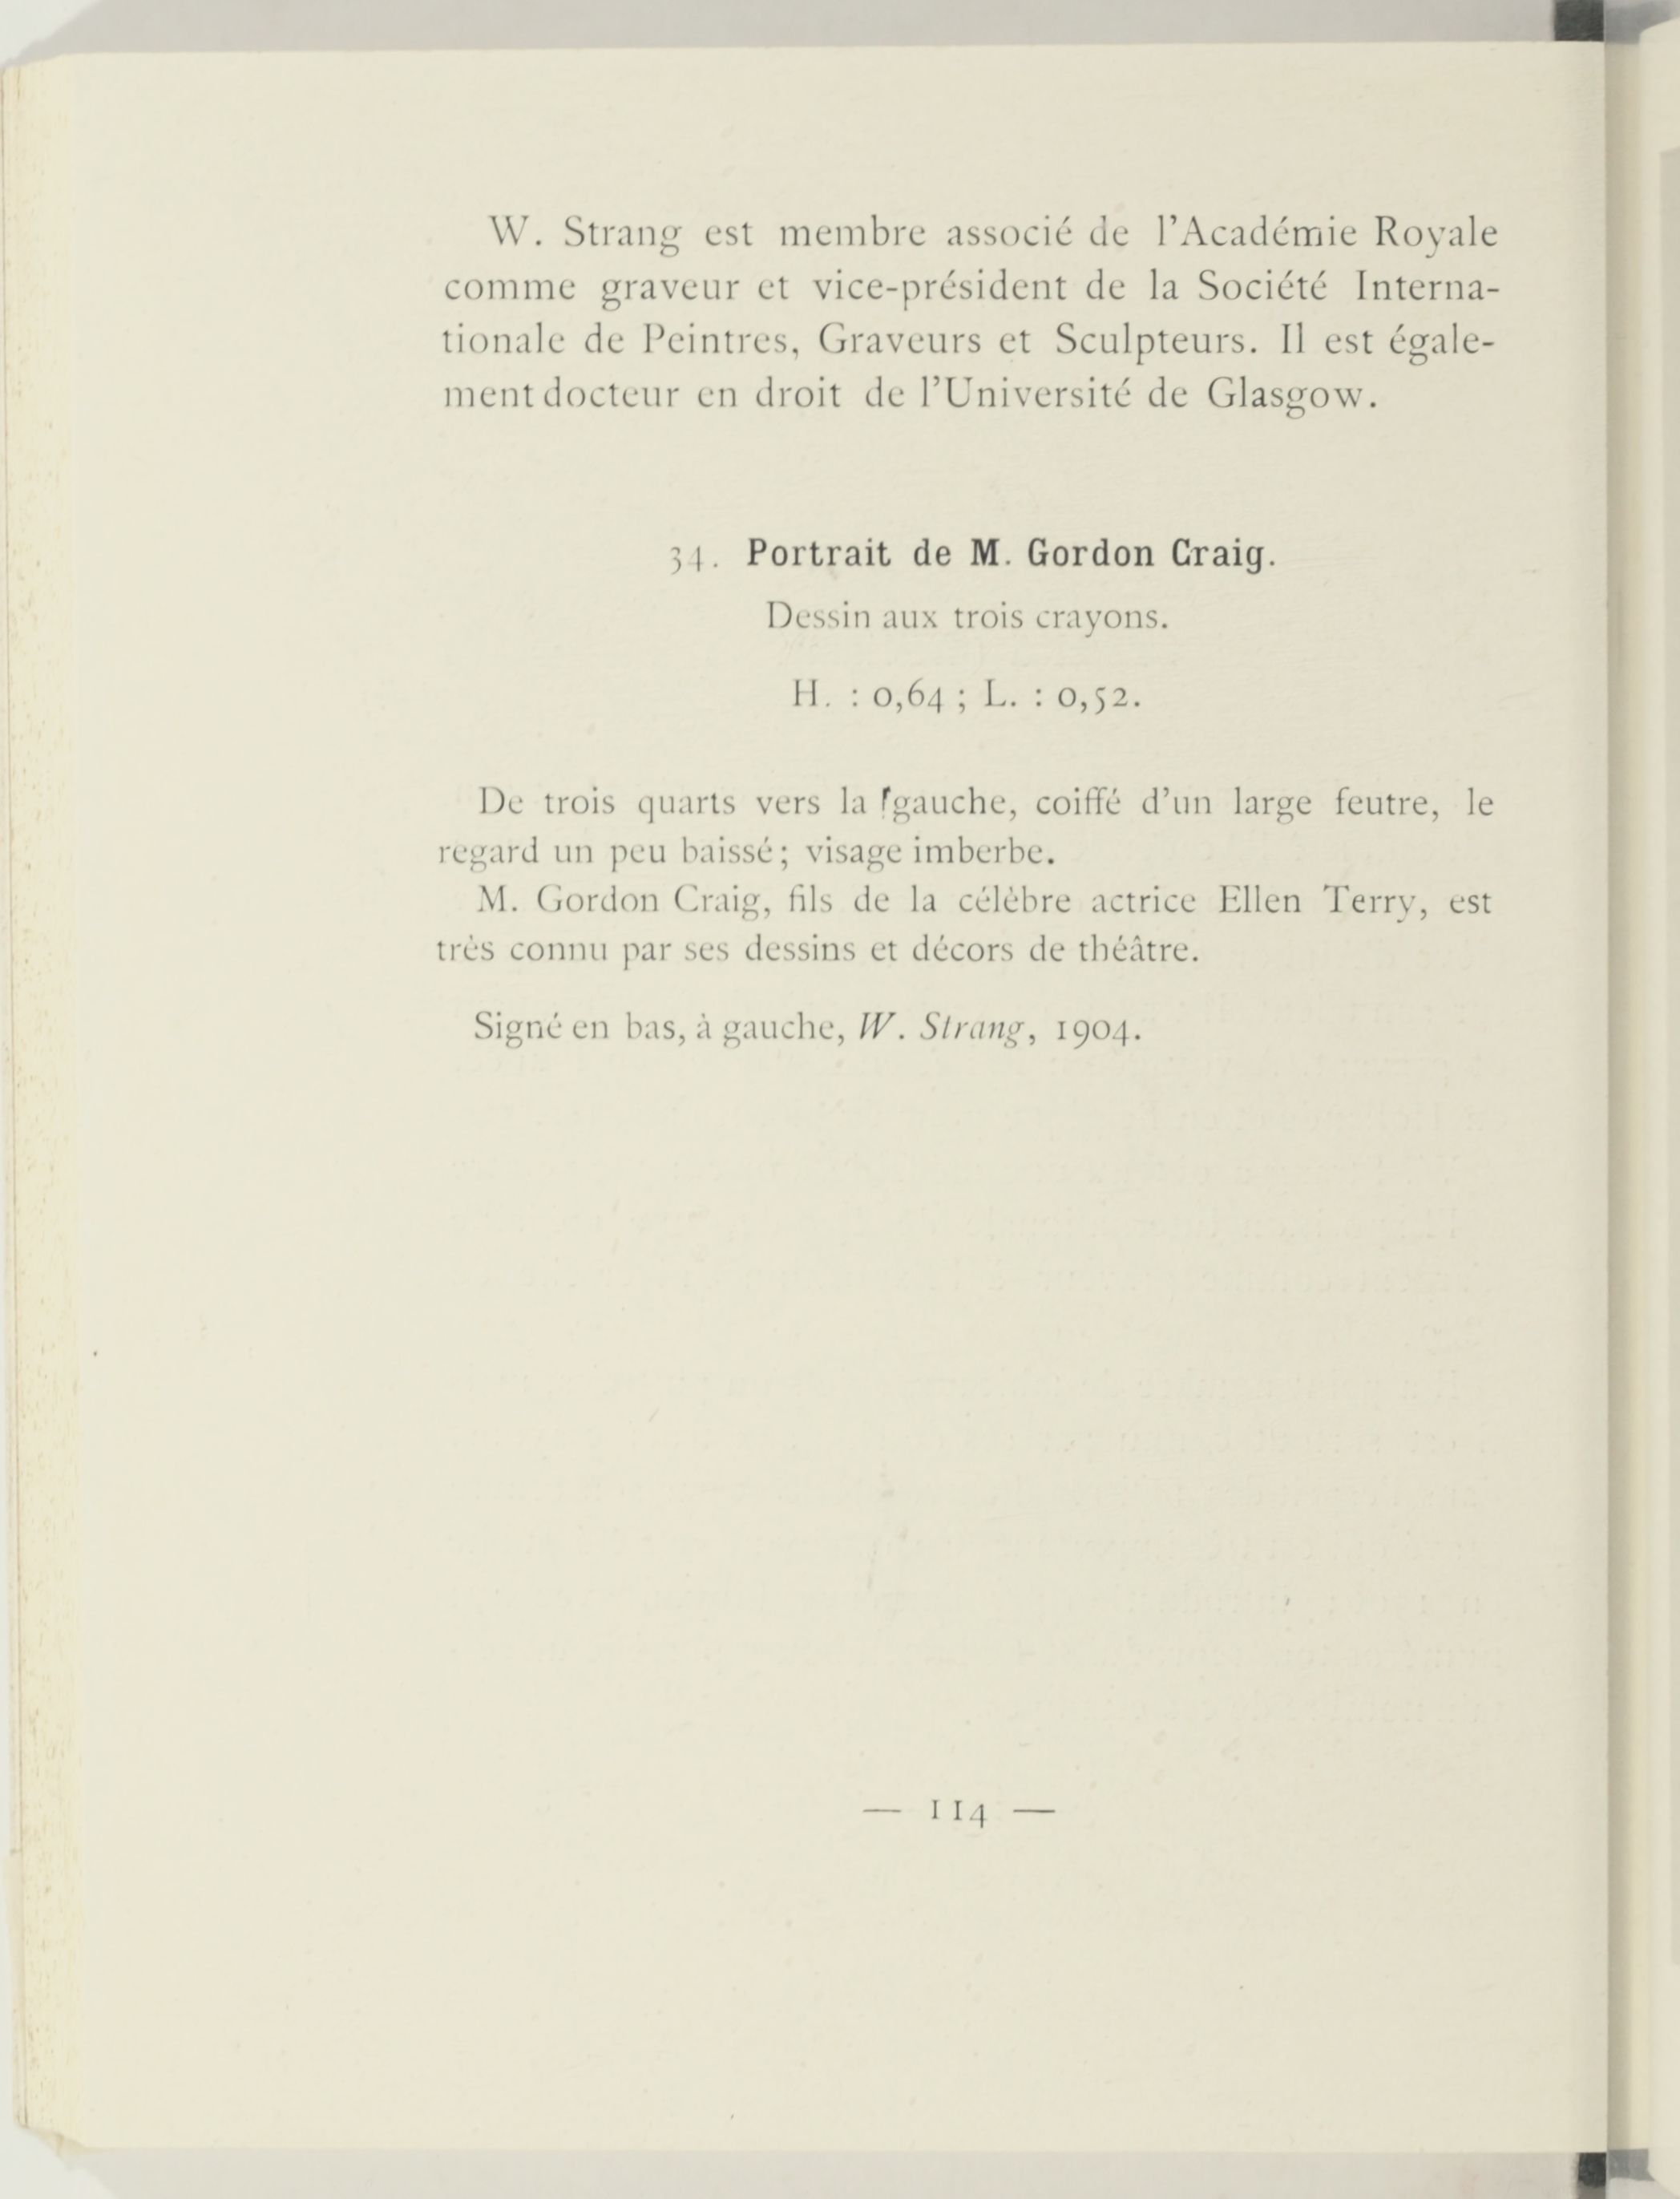 W. Strang est membre associé de l'Académie Royale
comme graveur et vice-président de la Société Interna-
tionale de Peintres, Graveurs et Sculpteurs. Il est égale-
ment docteur en droit de l'Université de Glasgow.
34. Portrait de M. Gordon Craig.
Dessin aux trois crayons.
H. : 0,64 ; L. : 0,52.
De trois quarts vers la gauche, coiffé d'un large feutre, le
regard un peu baissé; visage imberbe.
M. Gordon Craig, fils de la célèbre actrice Ellen Terry, est
très connu par ses dessins et décors de théâtre.
Signé en bas, à gauche, W. Strang, 1904.
— 114 —